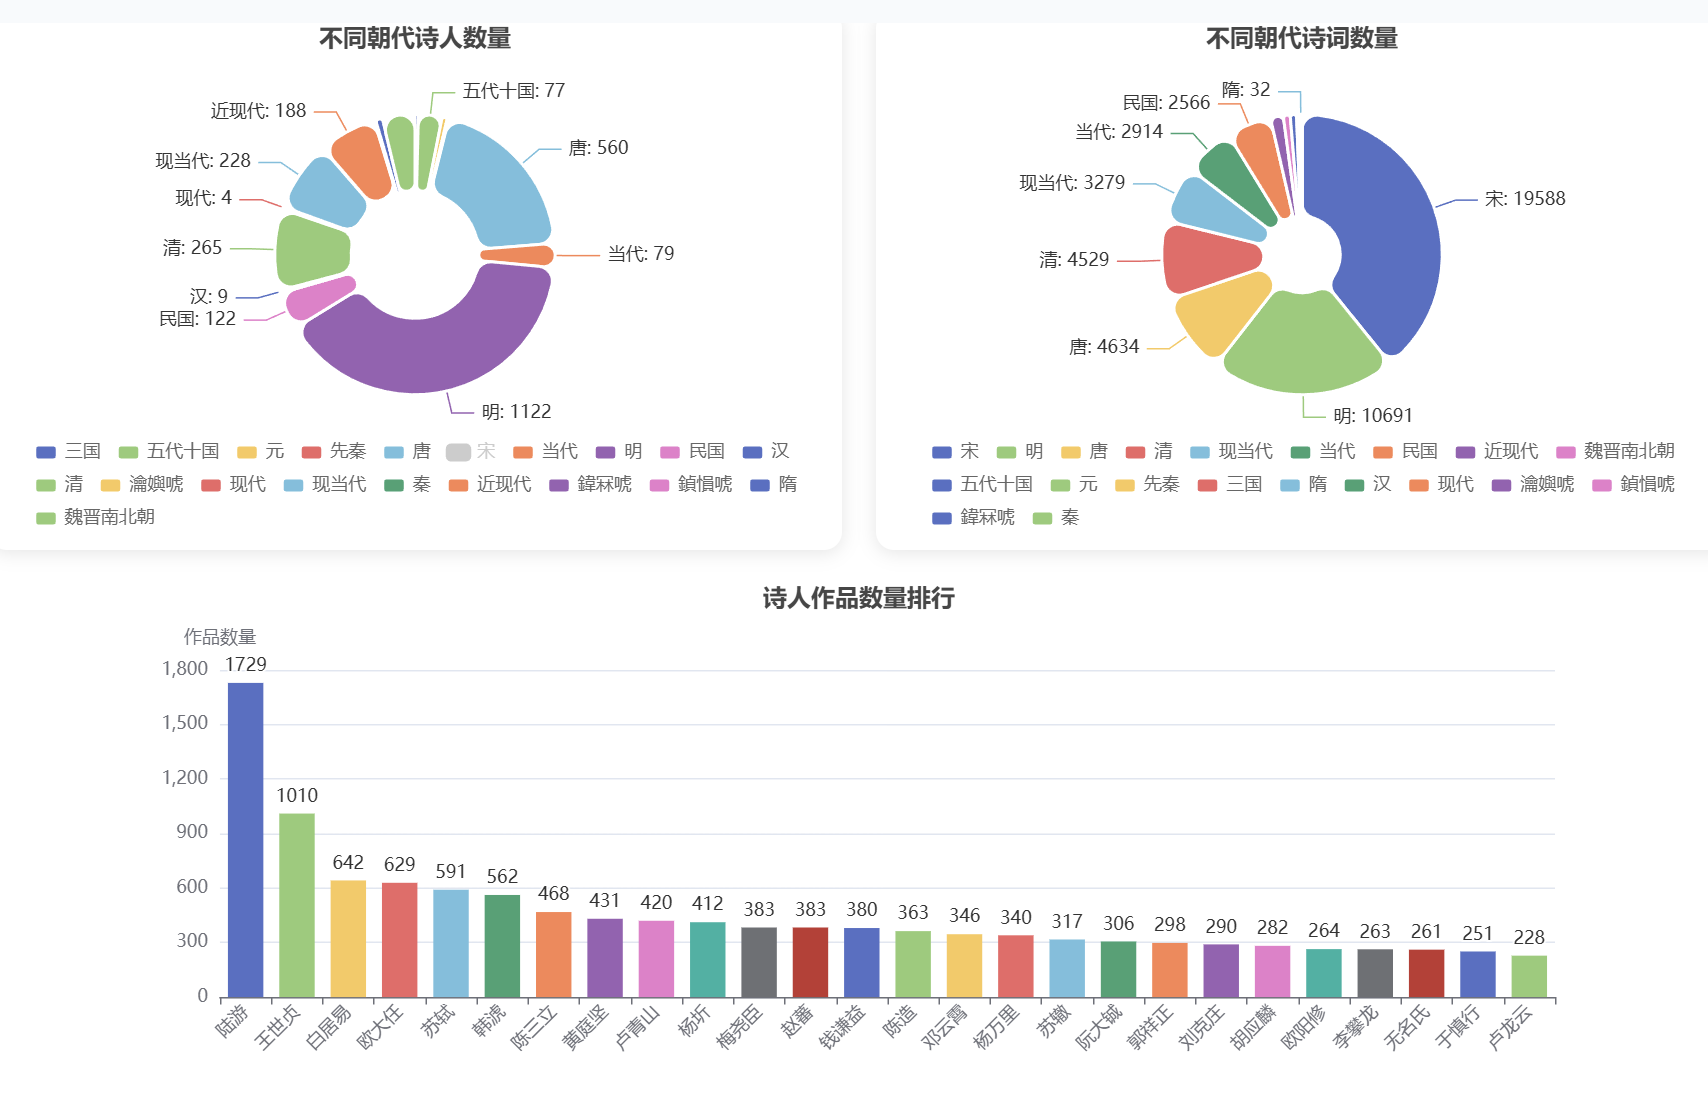 不同朝代诗人数量
五代十国: 77
近现代: 188
唐: 560
现当代: 228
现代: 4
清: 265
当代: 79
汉: 9
民国: 122
明: 1122
三国 五代十国 元 先秦 唐 宋 当代 明 民国 汉
清 瀹嬩唬 现代 现当代 秦 近现代 鍏冧唬 鍞愪唬 隋
魏晋南北朝
不同朝代诗词数量
隋: 32
民国: 2566
当代: 2914
现当代: 3279
宋: 19588
清: 4529
唐: 4634
明: 10691
宋 明 唐 清 现当代 当代 民国 近现代 魏晋南北朝
五代十国 元 先秦 三国 隋 汉 现代 瀹嬩唬 鍞愪唬
鍏冧唬 秦
诗人作品数量排行
作品数量
1,800
1,500
1,200
900
600
300
0
1729 1010 642 629 591 562 468 431 420 412 383 383 380 363 346 340 317 306 298 290 282 264 263 261 251 228
陆游 王世贞 白居易 欧大任 苏轼 韩淲 陈三立 黄庭坚 卢青山 杨圻 梅尧臣 赵蕃 钱谦益 陈造 邓云霄 杨万里 苏辙 阮大铖 郭祥正 刘克庄 胡应麟 欧阳修 李攀龙 无名氏 于慎行 卢龙云